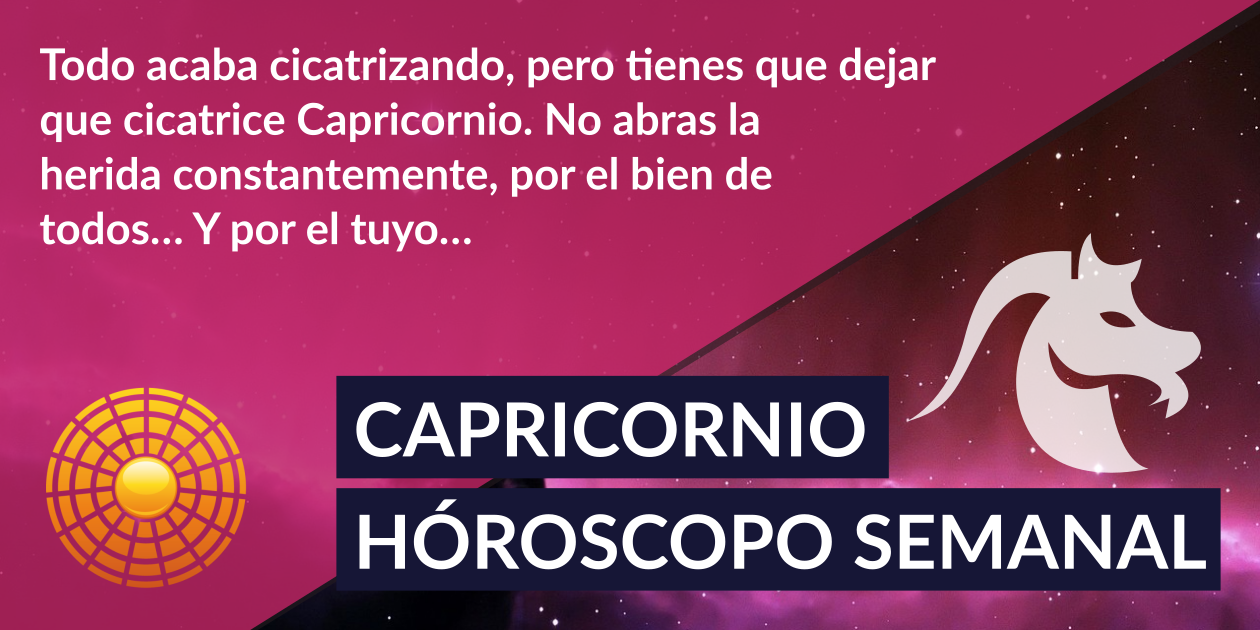 Todo acaba cicatrizando, pero tienes que dejar
que cicatrice Capricornio. No abras la
herida constantemente, por el bien de
todos... Y por el tuyo...
CAPRICORNIO
HÓROSCOPO SEMANAL